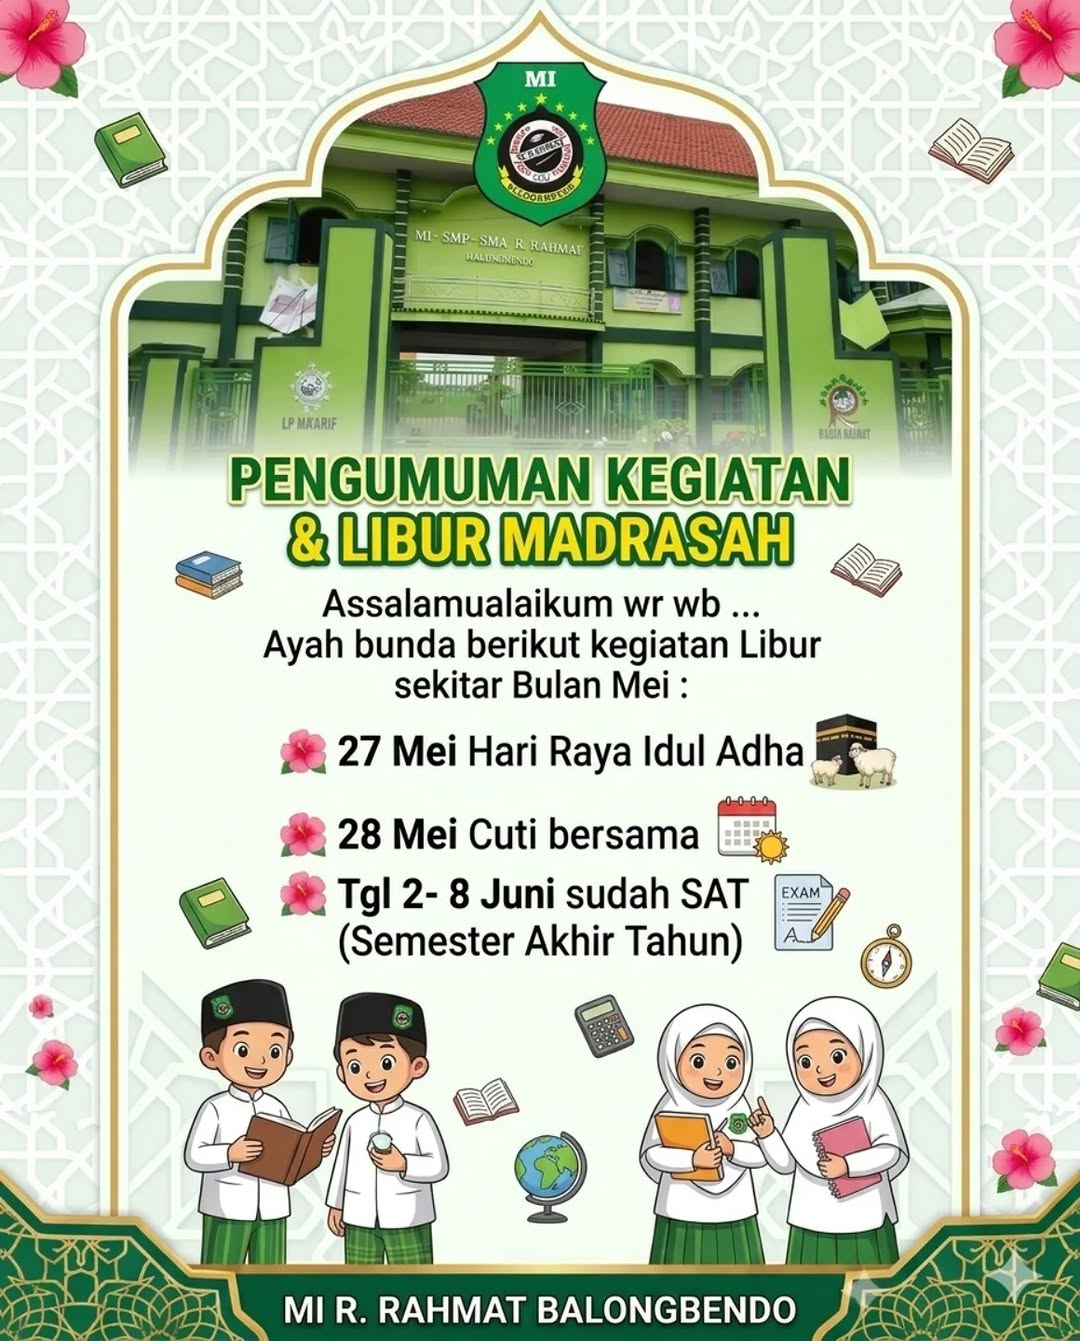 MI
MI - SMP - SMA R. RAHMAT
LP MA'ARIF
PENGUMUMAN KEGIATAN
& LIBUR MADRASAH
Assalamualaikum wr wb ...
Ayah bunda berikut kegiatan Libur
sekitar Bulan Mei :
27 Mei Hari Raya Idul Adha
28 Mei Cuti bersama
Tgl 2- 8 Juni sudah SAT
(Semester Akhir Tahun)
EXAM
A
MI R. RAHMAT BALONGBENDO